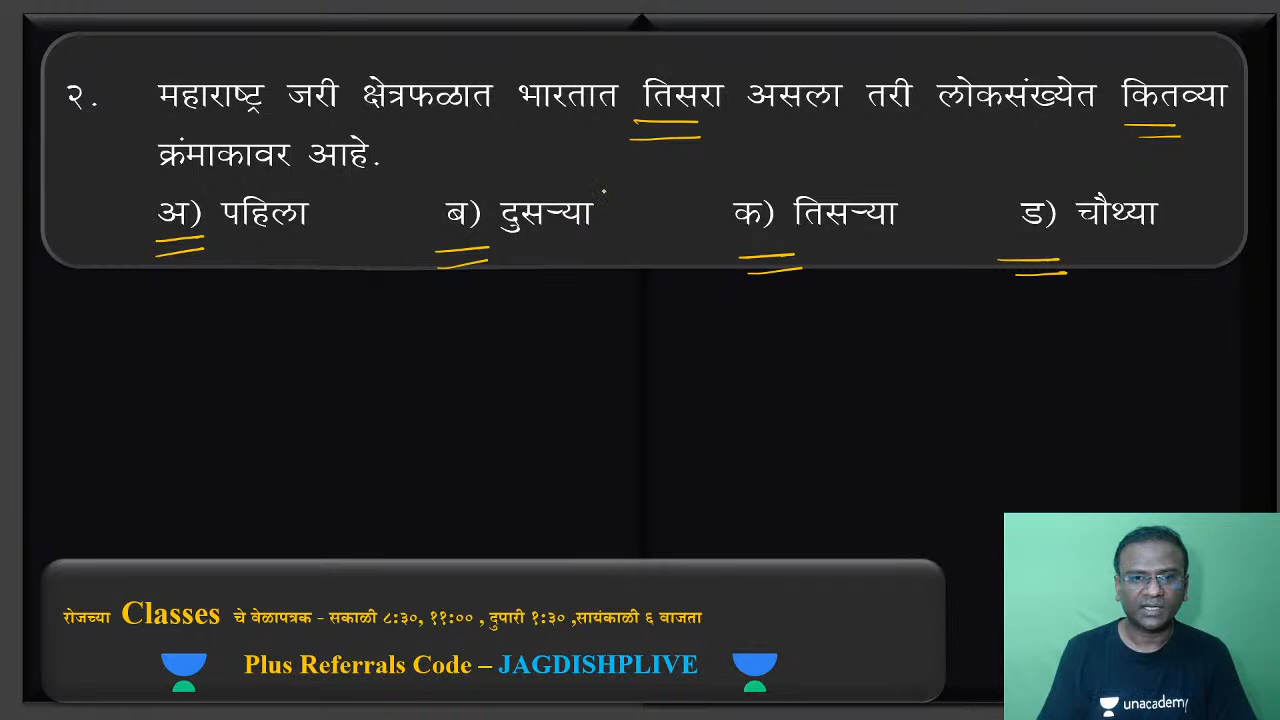 २. महाराष्ट्र जरी क्षेत्रफळात भारतात तिसरा असला तरी लोकसंख्येत कितव्या
क्रंमाकावर आहे.
अ) पहिला ब) दुसऱ्या क) तिसऱ्या ड) चौथ्या
रोजच्या Classes चे वेळापत्रक - सकाळी ८:३०, ११:०० , दुपारी १:३० ,सायंकाळी ६ वाजता
Plus Referrals Code – JAGDISHPLIVE
unacademy